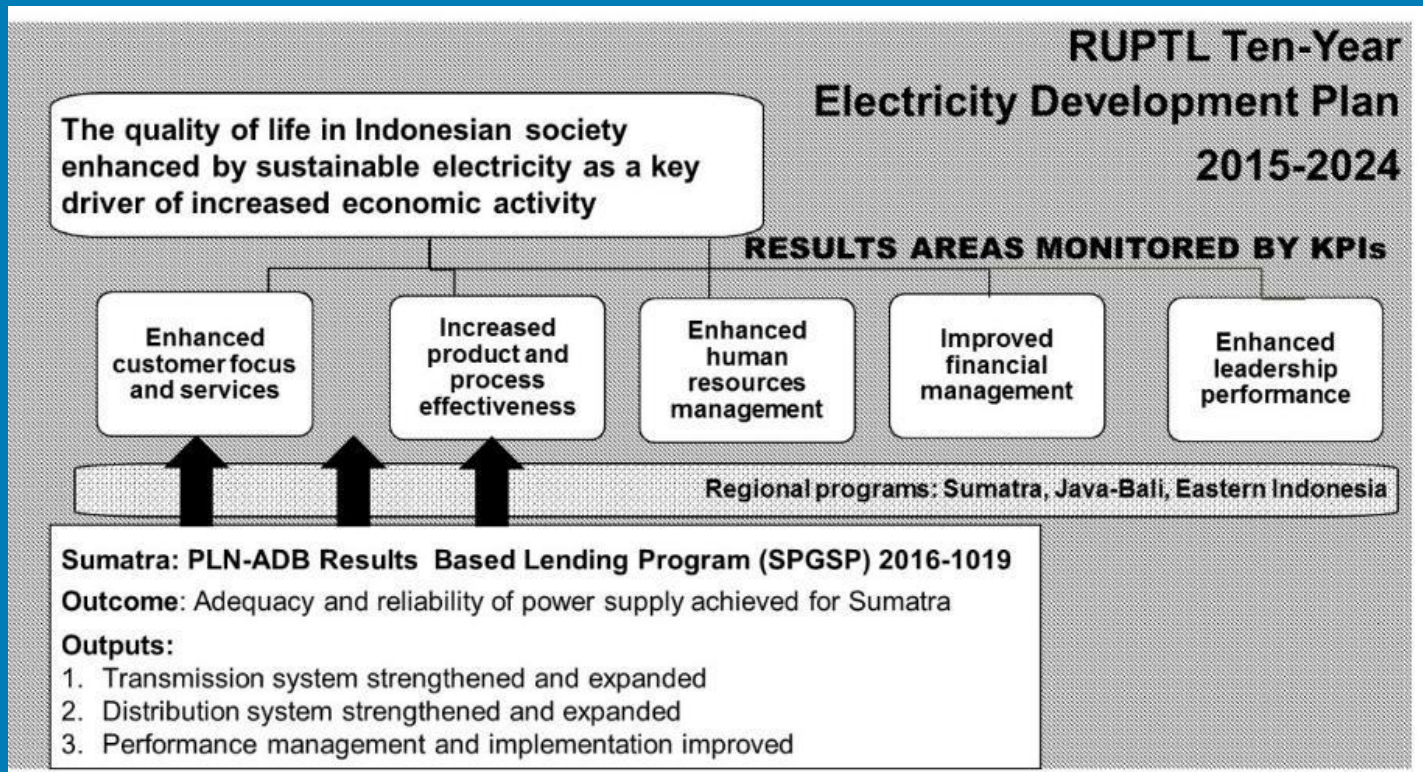 RUPTL Ten-Year
Electricity Development Plan
2015-2024
The quality of life in Indonesian society
enhanced by sustainable electricity as a key
driver of increased economic activity
RESULTS AREAS MONITORED BY KPIs
Enhanced
customer focus
and services
Increased
product and
process
effectiveness
Enhanced
human
resources
management
Improved
financial
management
Enhanced
leadership
performance
Regional programs: Sumatra, Java-Bali, Eastern Indonesia
Sumatra: PLN-ADB Results Based Lending Program (SPGSP) 2016-1019
Outcome: Adequacy and reliability of power supply achieved for Sumatra
Outputs:
1. Transmission system strengthened and expanded
2. Distribution system strengthened and expanded
3. Performance management and implementation improved